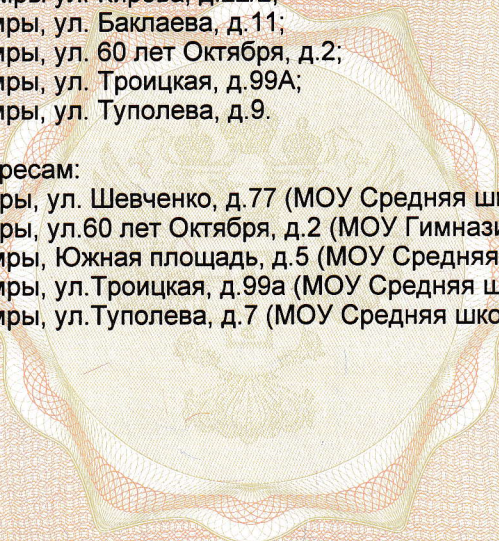 мры, ул. Баклаева, д.11;
мры, ул. 60 лет Октября, д.2;
мры, ул. Троицкая, д.99А;
мры, ул. Туполева, д.9.
ресам:
ры, ул. Шевченко, д.77 (МОУ Средняя ш
ры, ул.60 лет Октября, д.2 (МОУ Гимнази
мры, Южная площадь, д.5 (МОУ Средняя
мры, ул.Троицкая, д.99а (МОУ Средняя ш
мры, ул.Туполева, д.7 (МОУ Средняя шко